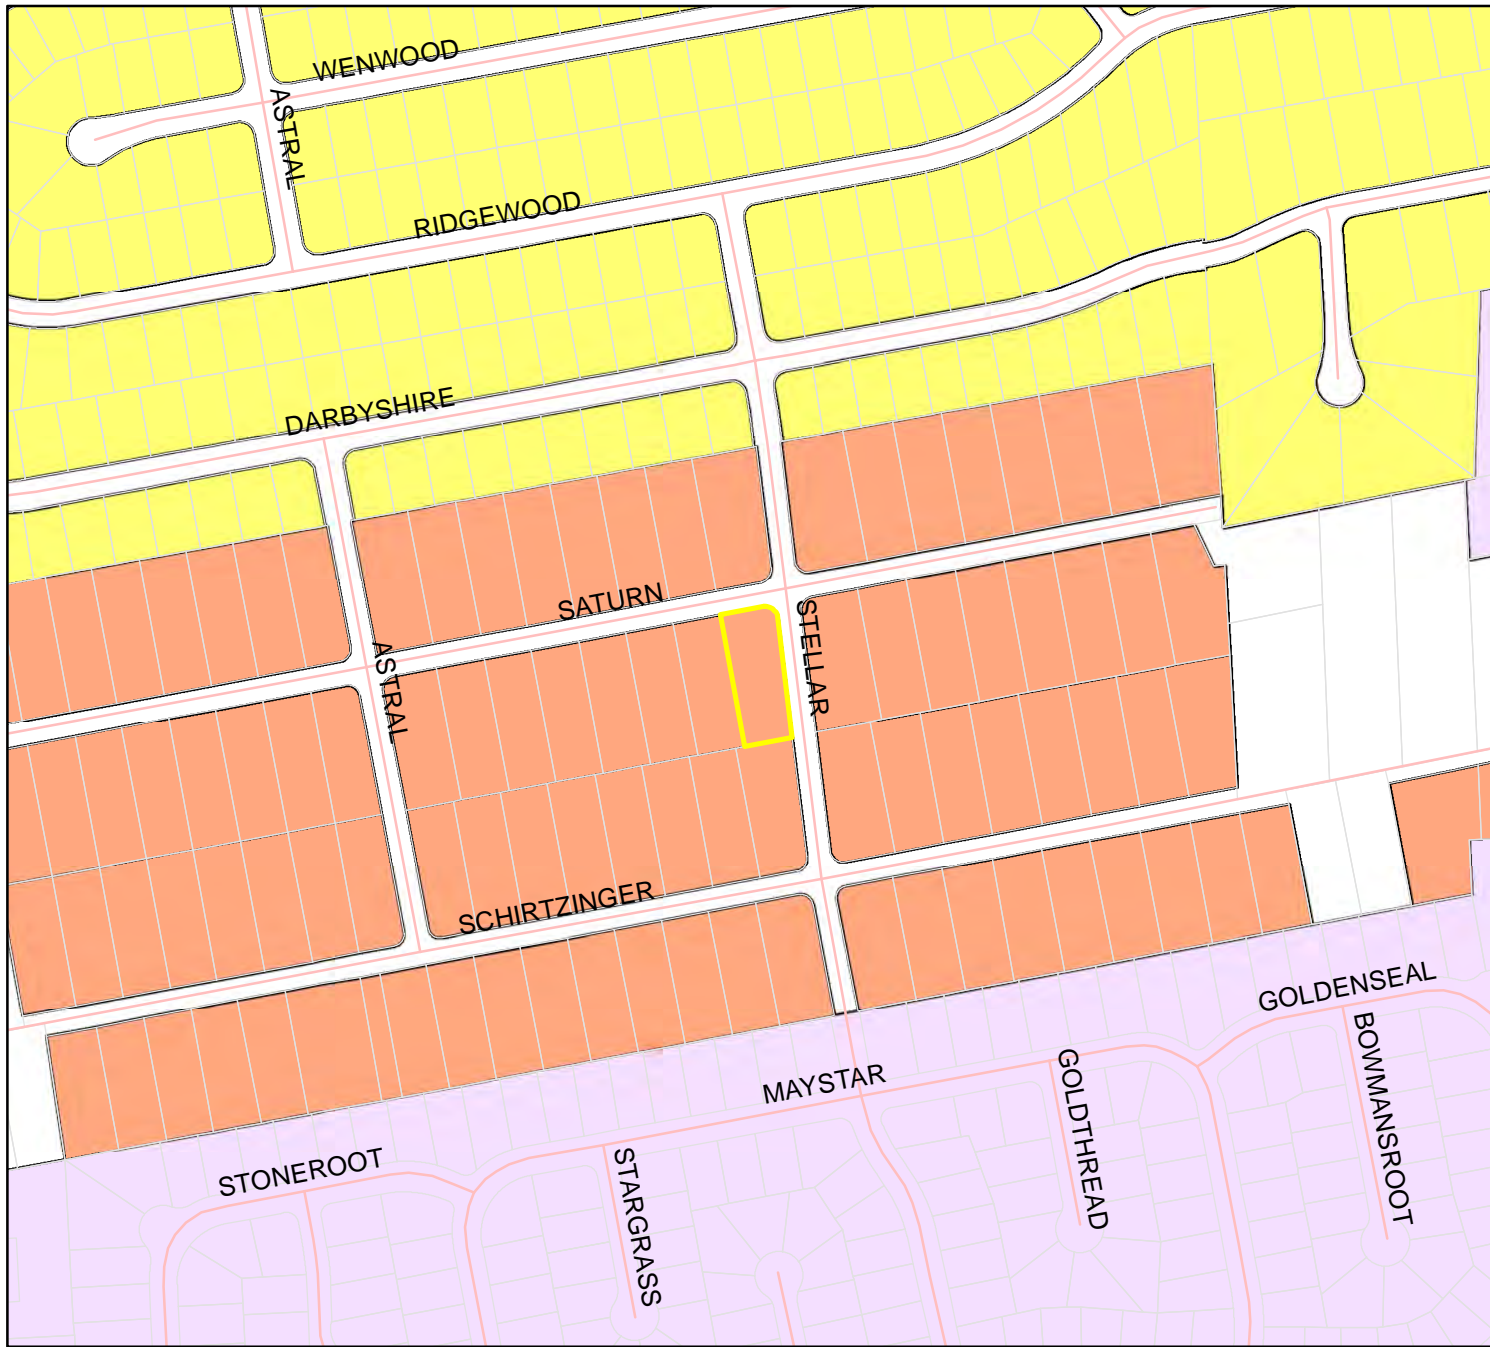 WENWOOD
ASTRAL
RIDGEWOOD
DARBYSHIRE
SATURN
STELLAR
ASTRAL
SCHIRTZINGER
GOLDENSEAL
BOWMANSROOT
GOLDTHREAD
MAYSTAR
STONEROOT
STARGRASS